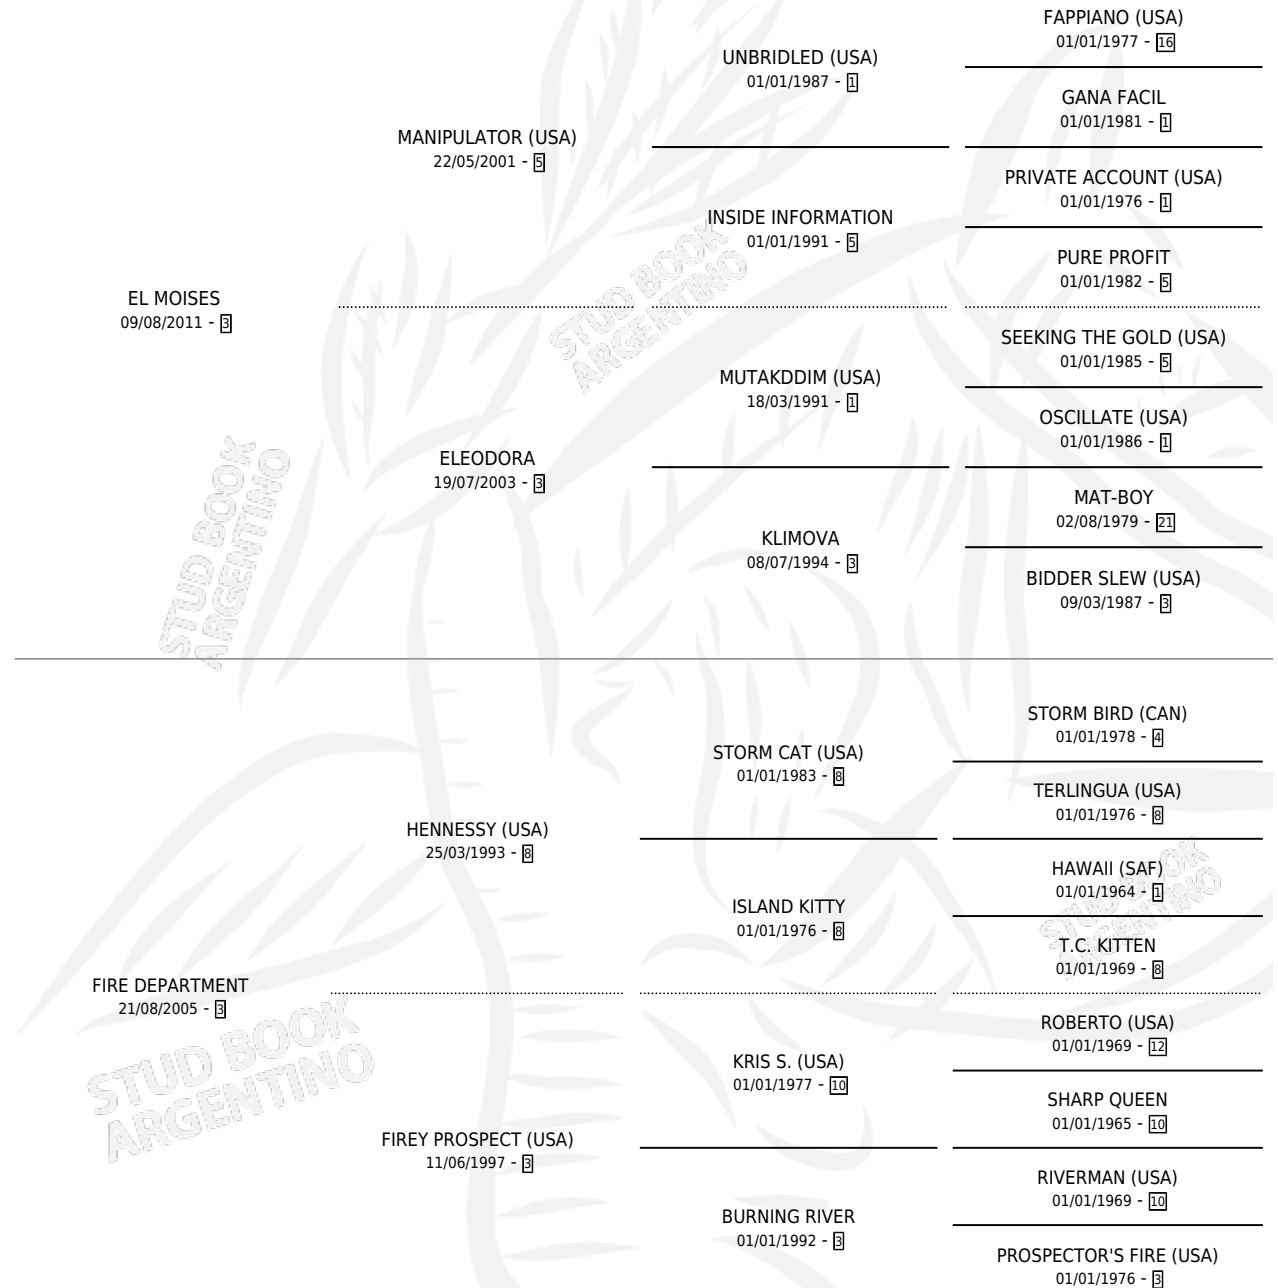 FAPPIANO (USA)
01/01/1977 - 16
UNBRIDLED (USA)
01/01/1987 - 1
GANA FACIL
01/01/1981 - 1
MANIPULATOR (USA)
22/05/2001 - 5
PRIVATE ACCOUNT (USA)
01/01/1976 - 1
INSIDE INFORMATION
01/01/1991 - 5
PURE PROFIT
01/01/1982 - 5
EL MOISES
09/08/2011 - 3
SEEKING THE GOLD (USA)
01/01/1985 - 5
MUTAKDDIM (USA)
18/03/1991 - 1
OSCILLATE (USA)
01/01/1986 - 1
ELEODORA
19/07/2003 - 3
MAT-BOY
02/08/1979 - 21
KLIMOVA
08/07/1994 - 3
BIDDER SLEW (USA)
09/03/1987 - 3
STUD BOOK
ARGENTINO
STUD BOOK
ARGENTINO
STORM BIRD (CAN)
01/01/1978 - 4
STORM CAT (USA)
01/01/1983 - 8
TERLINGUA (USA)
01/01/1976 - 8
HENNESSY (USA)
25/03/1993 - 8
HAWAII (SAF)
01/01/1964 - 1
ISLAND KITTY
01/01/1976 - 8
T.C. KITTEN
01/01/1969 - 8
FIRE DEPARTMENT
21/08/2005 - 3
ROBERTO (USA)
01/01/1969 - 12
KRIS S. (USA)
01/01/1977 - 10
SHARP QUEEN
01/01/1965 - 10
FIREY PROSPECT (USA)
11/06/1997 - 3
RIVERMAN (USA)
01/01/1969 - 10
BURNING RIVER
01/01/1992 - 3
PROSPECTOR'S FIRE (USA)
01/01/1976 - 3
STUD BOOK
ARGENTINO
STUD BOOK
ARGENTINO